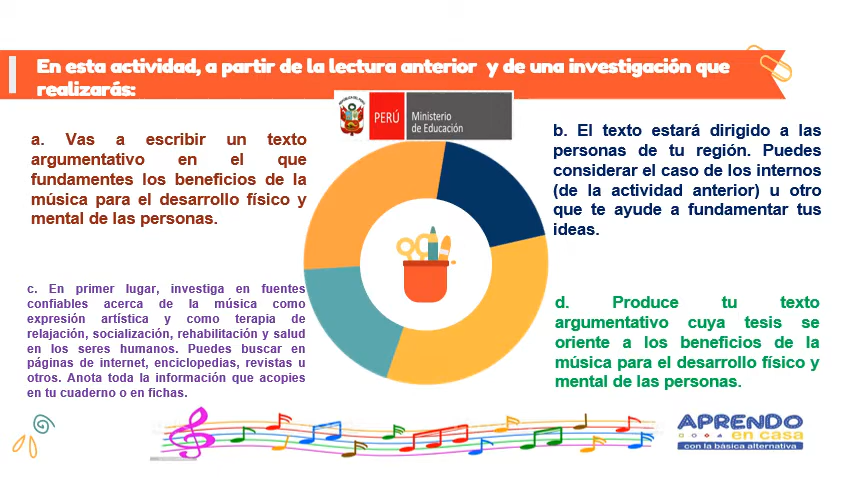 En esta actividad, a partir de la lectura anterior y de una investigación que
realizarás:
PERÚ
Ministerio
de Educación
a. Vas a escribir un texto
argumentativo en el que
fundamentes los beneficios de la
música para el desarrollo físico y
mental de las personas.
b. El texto estará dirigido a las
personas de tu región. Puedes
considerar el caso de los internos
(de la actividad anterior) u otro
que te ayude a fundamentar tus
ideas.
c. En primer lugar, investiga en fuentes
confiables acerca de la música como
expresión artística y como terapia de
relajación, socialización, rehabilitación y salud
en los seres humanos. Puedes buscar en
páginas de internet, enciclopedias, revistas u
otros. Anota toda la información que acopies
en tu cuaderno o en fichas.
d. Produce tu texto
argumentativo cuya tesis se
oriente a los beneficios de la
música para el desarrollo físico y
mental de las personas.
APRENDO
en casa
con la básica alternativa